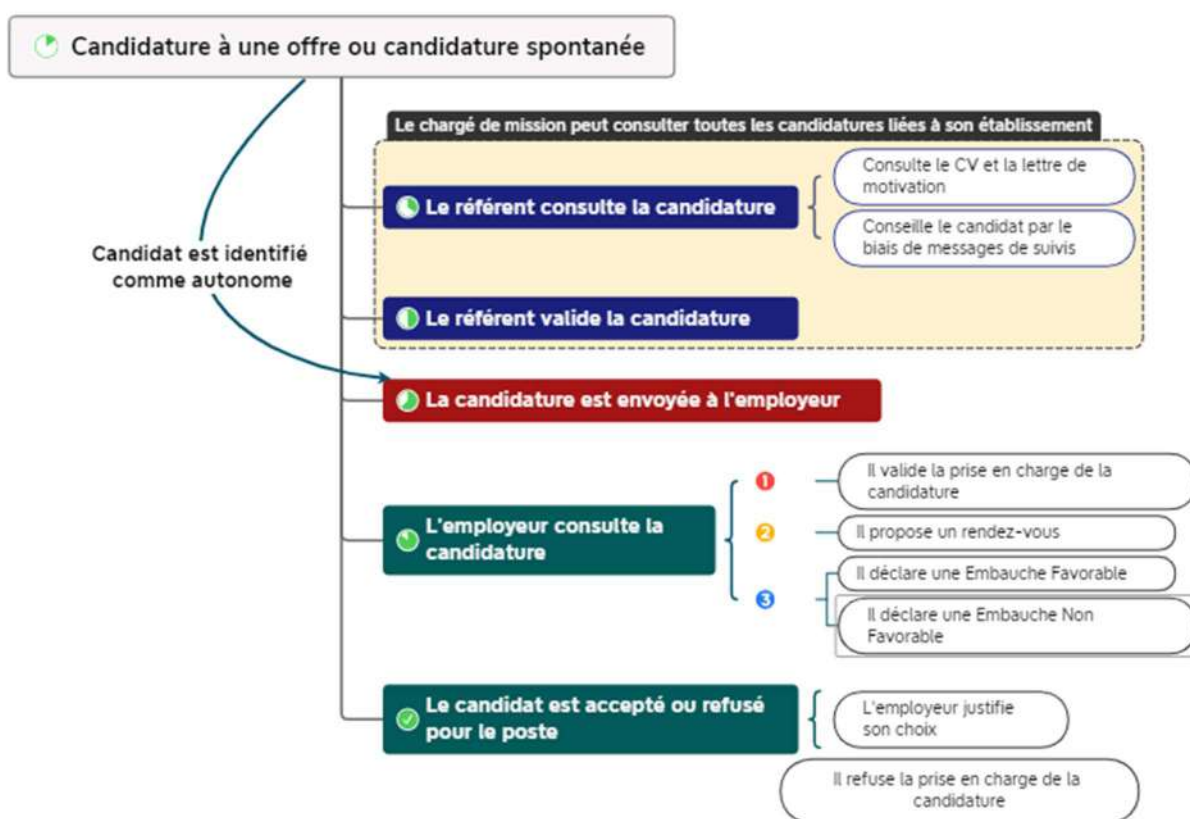 Candidature à une offre ou candidature spontanée
Le chargé de mission peut consulter toutes les candidatures liées à son établissement
Le référent consulte la candidature
Consulte le CV et la lettre de
motivation
Conseille le candidat par le
biais de messages de suivis
Candidat est identifié
comme autonome
Le référent valide la candidature
La candidature est envoyée à l'employeur
L'employeur consulte la
candidature
1
Il valide la prise en charge de la
candidature
2
Il propose un rendez-vous
3
Il déclare une Embauche Favorable
Il déclare une Embauche Non
Favorable
Le candidat est accepté ou refusé
pour le poste
L'employeur justifie
son choix
Il refuse la prise en charge de la
candidature